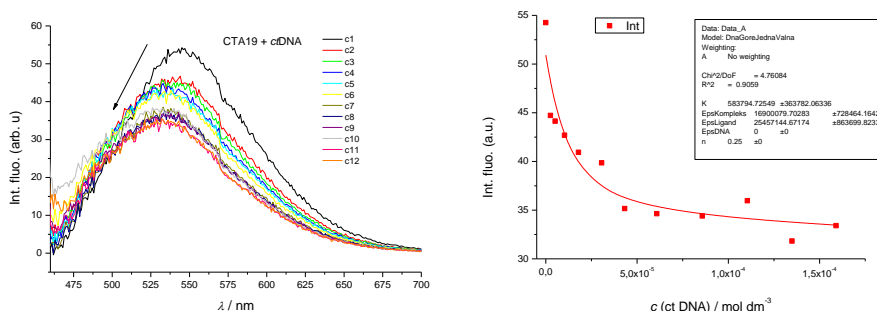 CTA19 + ctDNA
c1
c2
c3
c4
c5
c6
c7
c8
c9
c10
c11
c12
Int. fluo. (arb. u)
60
50
40
30
20
10
0
475 500 525 550 575 600 625 650 675 700
λ / nm
Int
Data: Data_A
Model: DnaGoreJednaValna
Weighting:
A No weighting
Chi^2/DoF = 4.76084
R^2 = 0.9059
K 583794.72549 ±363782.06336
EpsKompleks 16900079.70283 ±728464.1642
EpsLigand 25457144.67174 ±863699.8233
EpsDNA 0 ±0
n 0.25 ±0
Int. fluo. (a.u.)
55
50
45
40
35
30
0,0 5,0x10-5 1,0x10-4 1,5x10-4
c (ct DNA) / mol dm-3